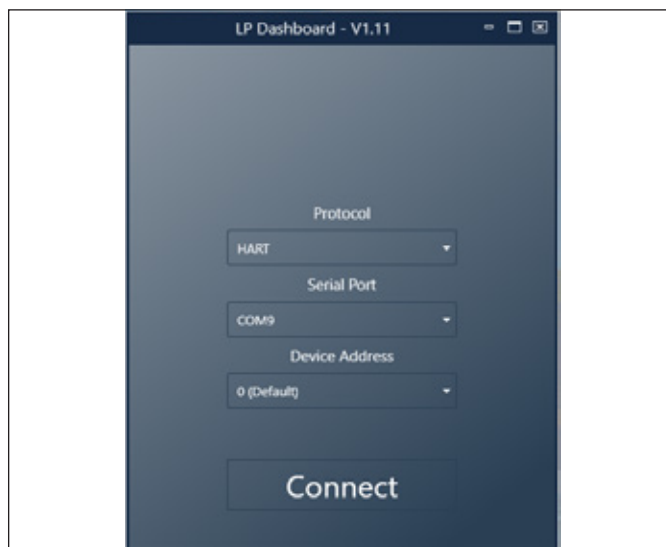 LP Dashboard - V1.11
Protocol
HART
Serial Port
COM9
Device Address
0 (Default)
Connect